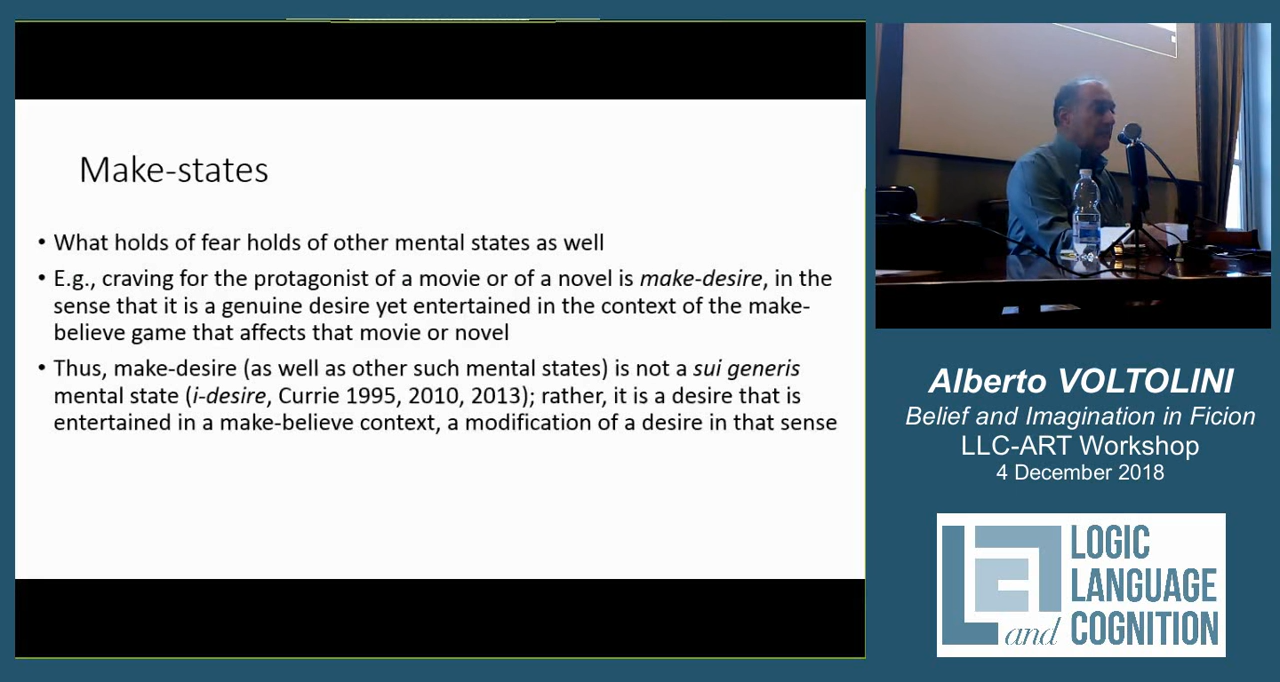 Make-states
• What holds of fear holds of other mental states as well
• E.g., craving for the protagonist of a movie or of a novel is make-desire, in the
sense that it is a genuine desire yet entertained in the context of the make-
believe game that affects that movie or novel
• Thus, make-desire (as well as other such mental states) is not a sui generis
mental state (i-desire, Currie 1995, 2010, 2013); rather, it is a desire that is
entertained in a make-believe context, a modification of a desire in that sense
Alberto VOLTOLINI
Belief and Imagination in Ficion
LLC-ART Workshop
4 December 2018
LOGIC
LANGUAGE
and COGNITION